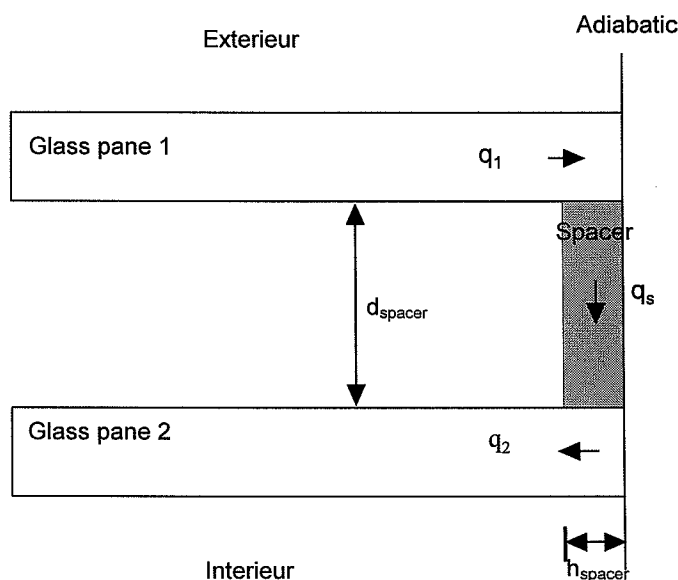 Adiabatic
Exterieur
Glass pane 1
q1
Spacer
qs
dspacer
Glass pane 2
q2
Interieur
hspacer